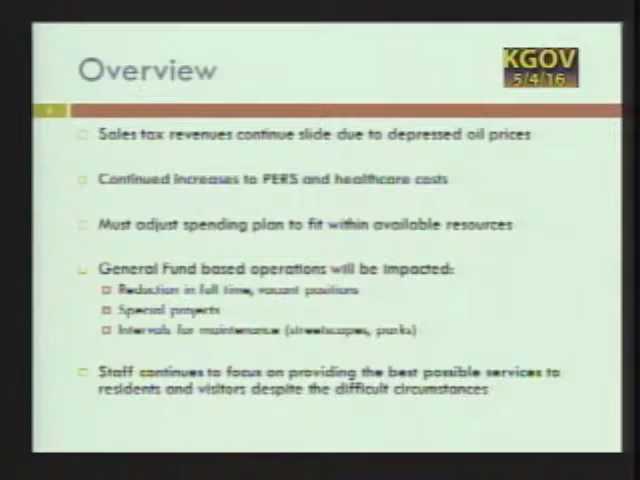 Overview
KGOV
5/4/16
Sales tax revenues continue slide due to depressed oil prices
Continued increases to PERS and healthcare costs
Must adjust spending plan to fit within available resources
General Fund based operations will be impacted:
Reduction in full time, vacant positions
Special projects
Intervals for maintenance (streetscapes, parks)
Staff continues to focus on providing the best possible services to
residents and visitors despite the difficult circumstances